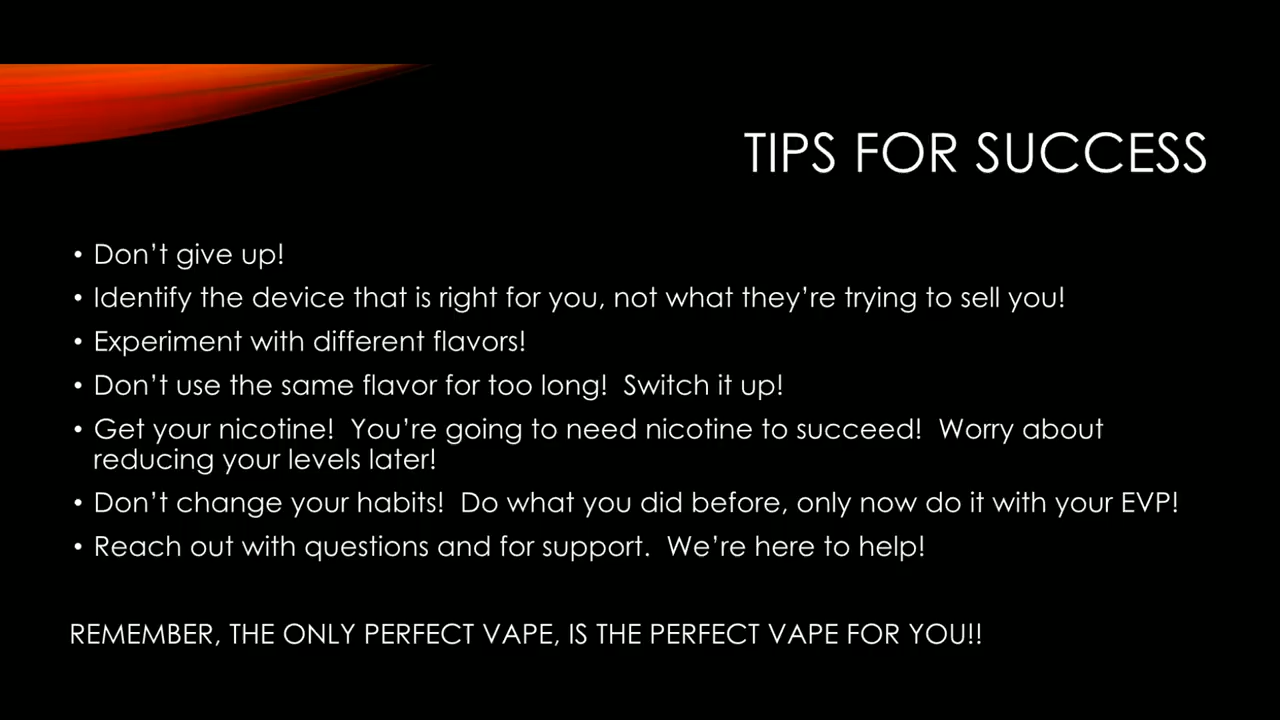 TIPS FOR SUCCESS
• Don't give up!
• Identify the device that is right for you, not what they're trying to sell you!
• Experiment with different flavors!
• Don't use the same flavor for too long!  Switch it up!
• Get your nicotine!  You're going to need nicotine to succeed!  Worry about
reducing your levels later!
• Don't change your habits!  Do what you did before, only now do it with your EVP!
• Reach out with questions and for support.  We're here to help!
REMEMBER, THE ONLY PERFECT VAPE, IS THE PERFECT VAPE FOR YOU!!